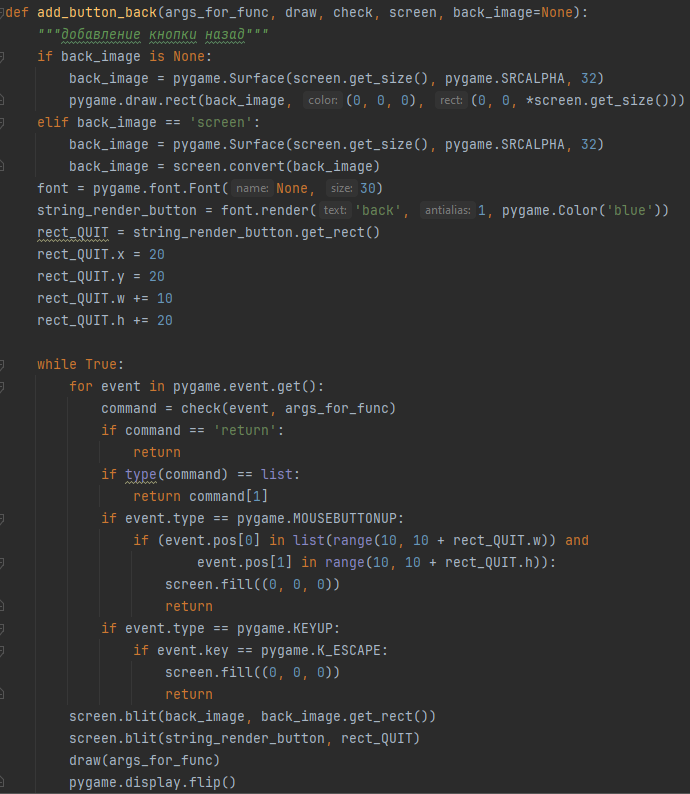 def add_button_back(args_for_func, draw, check, screen, back_image=None):
    """добавление кнопки назад"""
    if back_image is None:
        back_image = pygame.Surface(screen.get_size(), pygame.SRCALPHA, 32)
        pygame.draw.rect(back_image, color: (0, 0, 0), rect: (0, 0, *screen.get_size()))
    elif back_image == 'screen':
        back_image = pygame.Surface(screen.get_size(), pygame.SRCALPHA, 32)
        back_image = screen.convert(back_image)
    font = pygame.font.Font( name: None, size: 30)
    string_render_button = font.render( text: 'back', antialias: 1, pygame.Color('blue'))
    rect_QUIT = string_render_button.get_rect()
    rect_QUIT.x = 20
    rect_QUIT.y = 20
    rect_QUIT.w += 10
    rect_QUIT.h += 20

    while True:
        for event in pygame.event.get():
            command = check(event, args_for_func)
            if command == 'return':
                return
            if type(command) == list:
                return command[1]
            if event.type == pygame.MOUSEBUTTONUP:
                if (event.pos[0] in list(range(10, 10 + rect_QUIT.w)) and
                        event.pos[1] in range(10, 10 + rect_QUIT.h)):
                    screen.fill((0, 0, 0))
                    return
            if event.type == pygame.KEYUP:
                if event.key == pygame.K_ESCAPE:
                    screen.fill((0, 0, 0))
                    return
        screen.blit(back_image, back_image.get_rect())
        screen.blit(string_render_button, rect_QUIT)
        draw(args_for_func)
        pygame.display.flip()